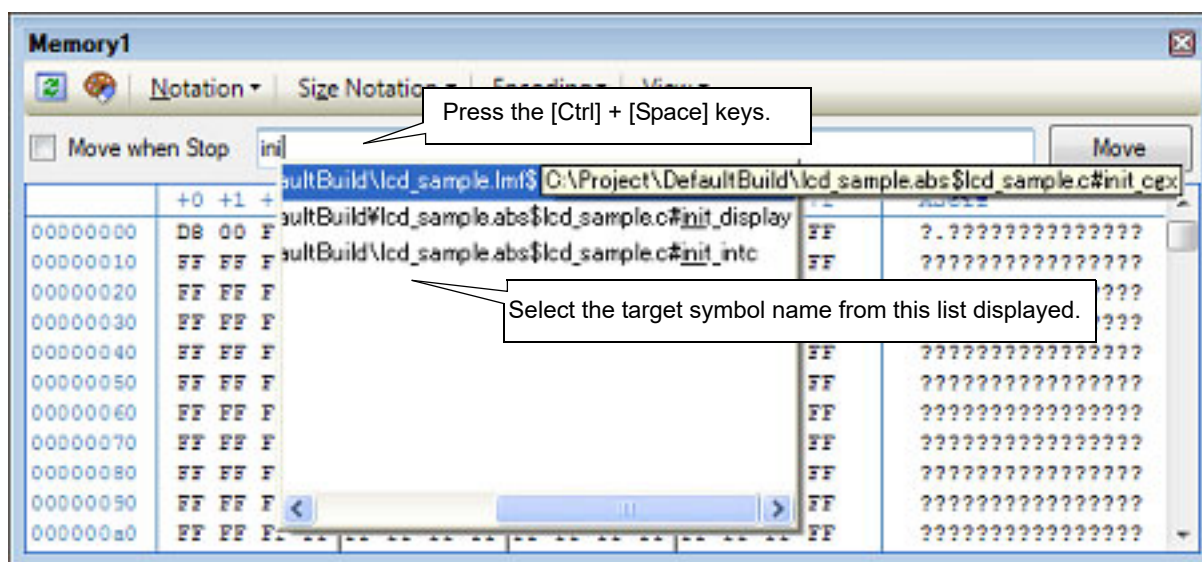 Memory1
Notation Size Notation
Press the [Ctrl] + [Space] keys.
Move when Stop ini Move
aultBuild\lcd_sample.lmf$ C:\Project\DefaultBuild\lcd_sample.abs$lcd_sample.c#init_cgx
+0 +1 +
aultBuild¥lcd_sample.abs$lcd_sample.c#init_display
00000000 D8 00 F FF ?.??????????????
aultBuild\lcd_sample.abs$lcd_sample.c#init_intc
00000010 FF FF F FF ????????????????
Select the target symbol name from this list displayed.
00000020 FF FF F ???
00000030 FF FF F
00000040 FF FF F FF ????????????????
00000050 FF FF F FF ????????????????
00000060 FF FF F FF ????????????????
00000070 FF FF F FF ????????????????
00000080 FF FF F FF ????????????????
00000090 FF FF F FF ????????????????
000000a0 FF FF FF ????????????????